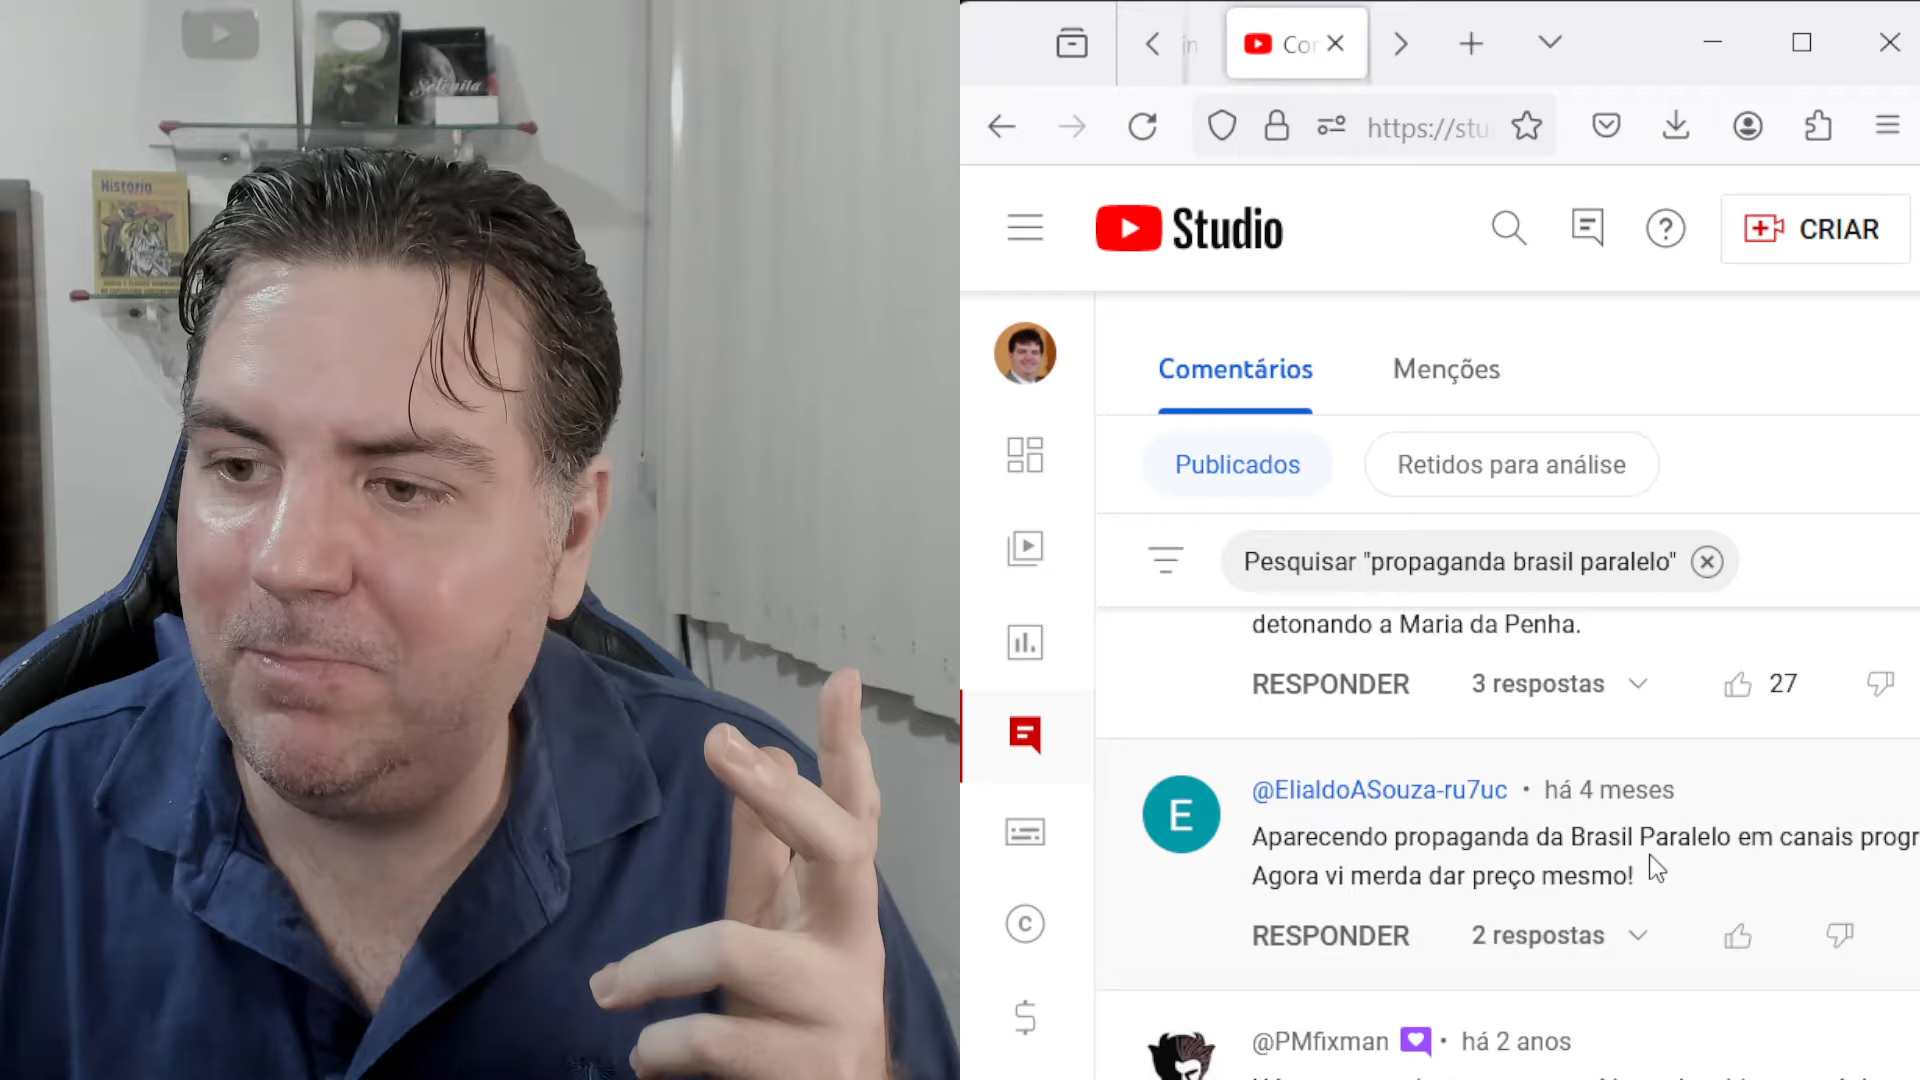 Selenita
Historia
Cor
https://stu
Studio
CRIAR
Comentários
Menções
Publicados
Retidos para análise
Pesquisar "propaganda brasil paralelo"
detonando a Maria da Penha.
RESPONDER
3 respostas
27
E
@ElialdoASouza-ru7uc • há 4 meses
Aparecendo propaganda da Brasil Paralelo em canais progr
Agora vi merda dar preço mesmo!
RESPONDER
2 respostas
@PMfixman • há 2 anos